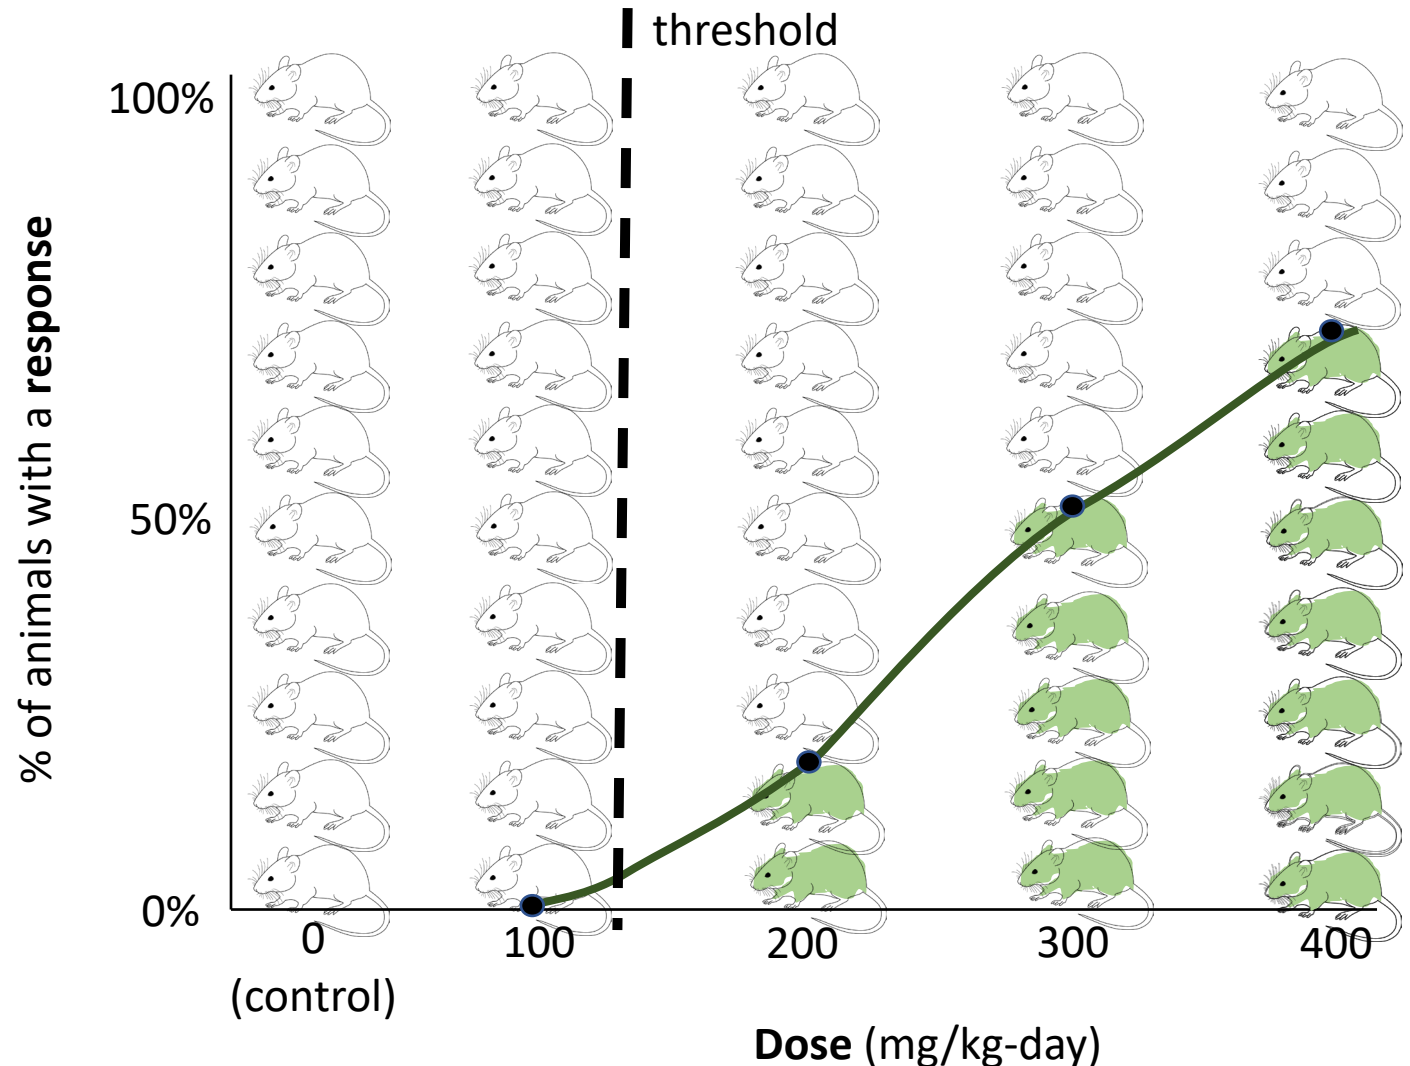 threshold
100%
50%
0%
% of animals with a response
0
100
200
300
400
(control)
Dose (mg/kg-day)